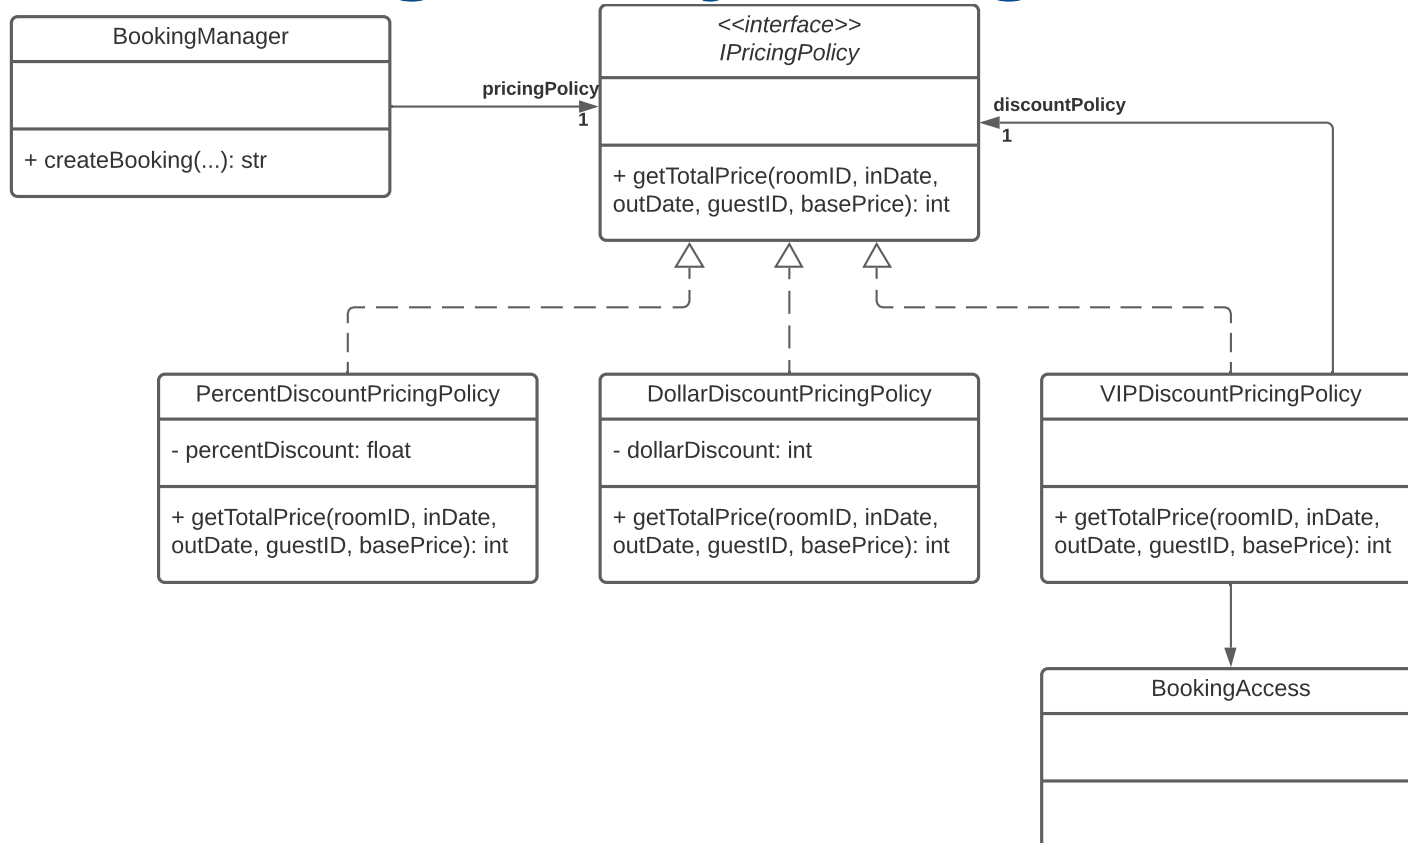 BookingManager
+ createBooking(...): str
pricingPolicy
1
<<interface>>
IPricingPolicy
+ getTotalPrice(roomID, inDate,
outDate, guestID, basePrice): int
discountPolicy
1
PercentDiscountPricingPolicy
- percentDiscount: float
+ getTotalPrice(roomID, inDate,
outDate, guestID, basePrice): int
DollarDiscountPricingPolicy
- dollarDiscount: int
+ getTotalPrice(roomID, inDate,
outDate, guestID, basePrice): int
VIPDiscountPricingPolicy
+ getTotalPrice(roomID, inDate,
outDate, guestID, basePrice): int
BookingAccess